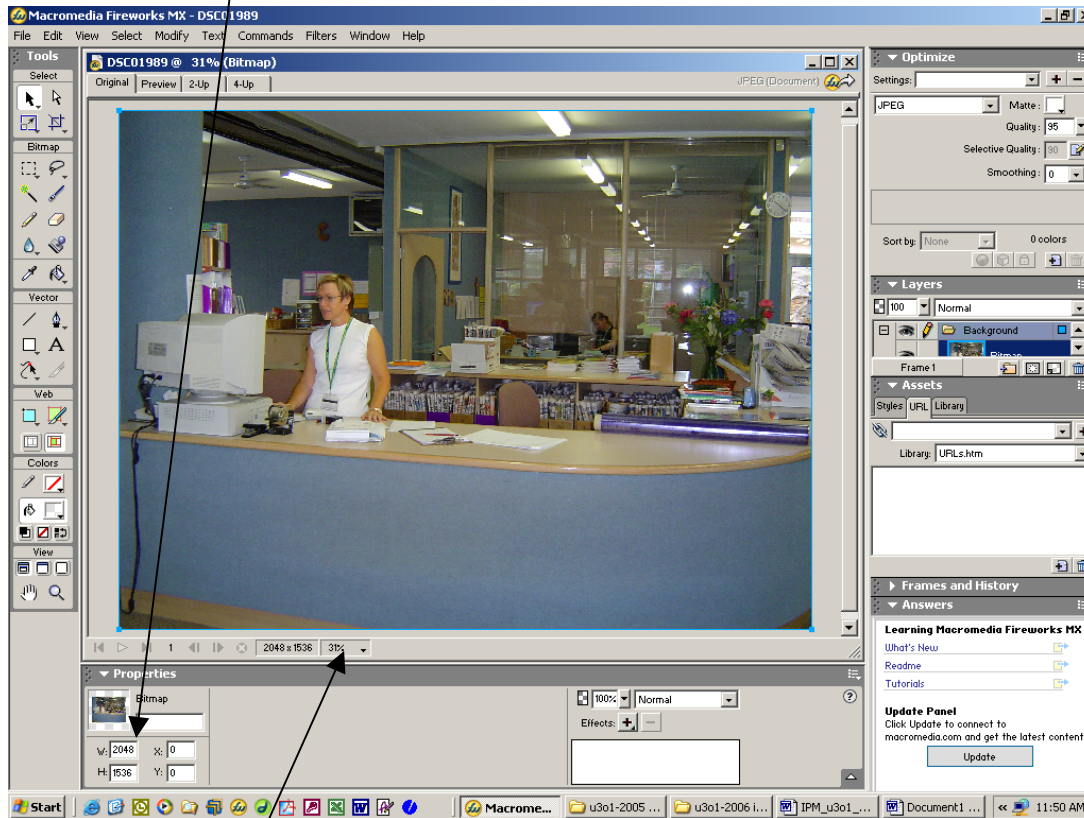 Macromedia Fireworks MX - DSC01989
File Edit View Select Modify Text Commands Filters Window Help
Tools
Select
Bitmap
Vector
Web
Colors
View
DSC01989 @ 31% (Bitmap)
Original Preview 2-Up 4-Up
JPEG (Document)
1
2048 x 1536
31%
Properties
Bitmap
W: 2048 X: 0
H: 1536 Y: 0
100% Normal
Effects:
Optimize
Settings:
JPEG Matte:
Quality: 95
Selective Quality: 90
Smoothing: 0
Sort by: None 0 colors
Layers
100 Normal
Background
Bitmap
Frame 1
Assets
Styles URL Library
Library: URLs.htm
Frames and History
Answers
Learning Macromedia Fireworks MX
What's New
Readme
Tutorials
Update Panel
Click Update to connect to
macromedia.com and get the latest content
Update
Start
Macrome...
u3o1-2005 ...
u3o1-2006 i...
IPM_u3o1_...
Document1 ...
11:50 AM